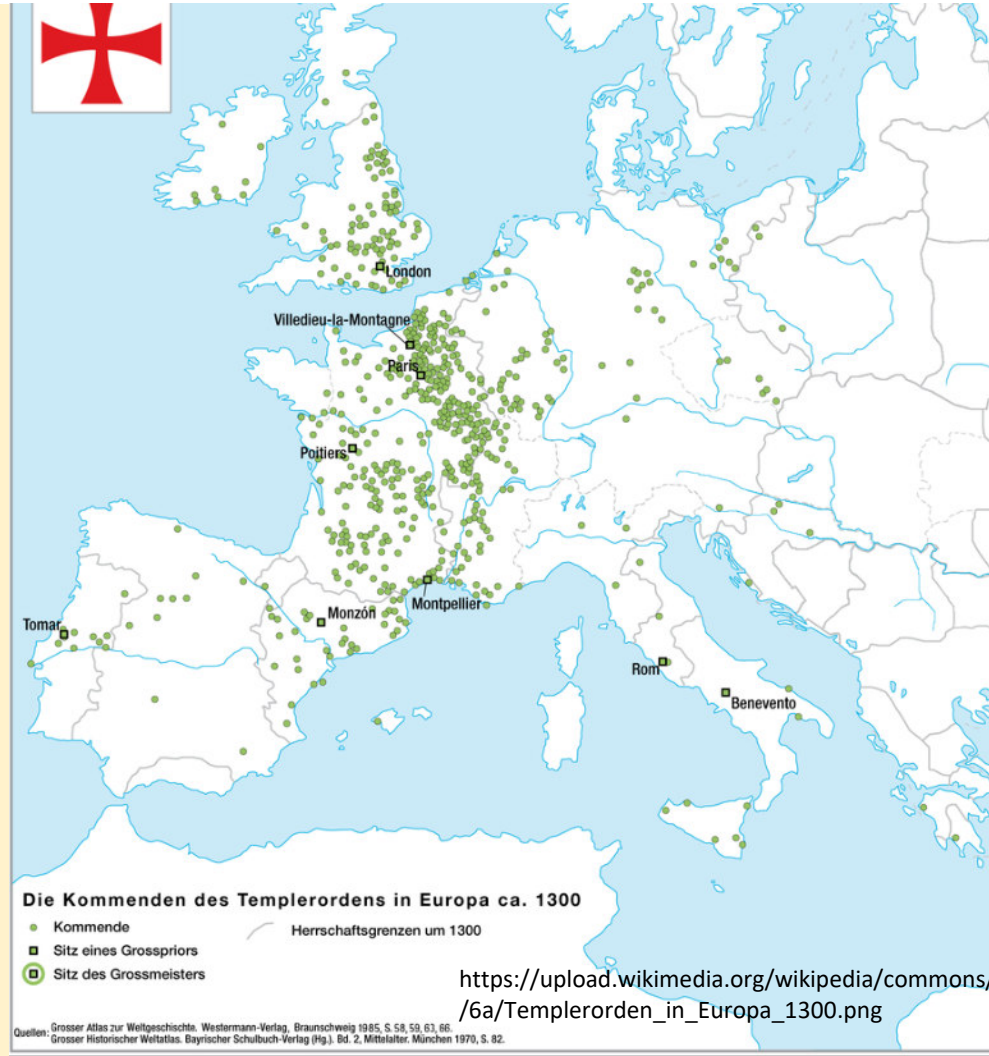 London
Villedieu-la-Montagne
Paris
Poitiers
Monzón
Montpellier
Tomar
Rom
Benevento
Die Kommenden des Templerordens in Europa ca. 1300
Kommende
Herrschaftsgrenzen um 1300
Sitz eines Grosspriors
Sitz des Grossmeisters
https://upload.wikimedia.org/wikipedia/commons/
/6a/Templerorden_in_Europa_1300.png
Quellen: Grosser Atlas zur Weltgeschichte. Westermann-Verlag, Braunschweig 1985, S. 58, 59, 63, 66.
Grosser Historischer Weltatlas. Bayrischer Schulbuch-Verlag (Hg.). Bd. 2, Mittelalter. München 1970, S. 82.